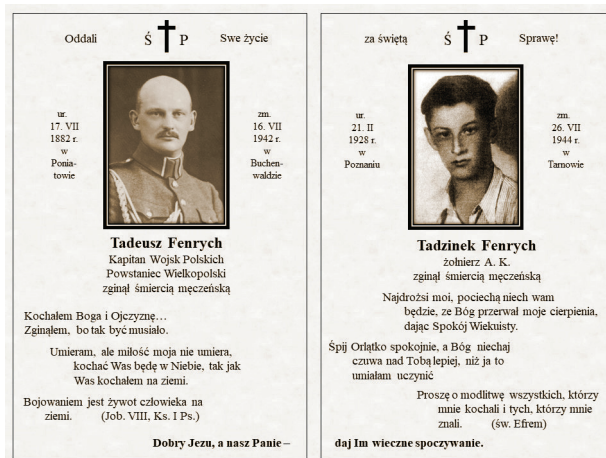 Oddali Ś P Swe życie
ur.
17. VII
1882 r.
w
Ponia-
towie
zm.
16. VII
1942 r.
w
Buchen-
waldzie
Tadeusz Fenrych
Kapitan Wojsk Polskich
Powstaniec Wielkopolski
zginął śmiercią męczeńską
Kochałem Boga i Ojczyznę…
Zginąłem, bo tak być musiało.
Umieram, ale miłość moja nie umiera,
kochać Was będę w Niebie, tak jak
Was kochałem na ziemi.
Bojowaniem jest żywot człowieka na
ziemi. (Job. VIII, Ks. I Ps.)
Dobry Jezu, a nasz Panie –
za świętą Ś P Sprawę!
ur.
21. II
1928 r.
w
Poznaniu
zm.
26. VII
1944 r.
w
Tarnowie
Tadzinek Fenrych
żołnierz A. K.
zginął śmiercią męczeńską
Najdrożsi moi, pociechą niech wam
będzie, ze Bóg przerwał moje cierpienia,
dając Spokój Wiekuisty.
Śpij Orlątko spokojnie, a Bóg niechaj
czuwa nad Tobą lepiej, niż ja to
umiałam uczynić
Proszę o modlitwę wszystkich, którzy
mnie kochali i tych, którzy mnie
znali. (św. Efrem)
daj Im wieczne spoczywanie.